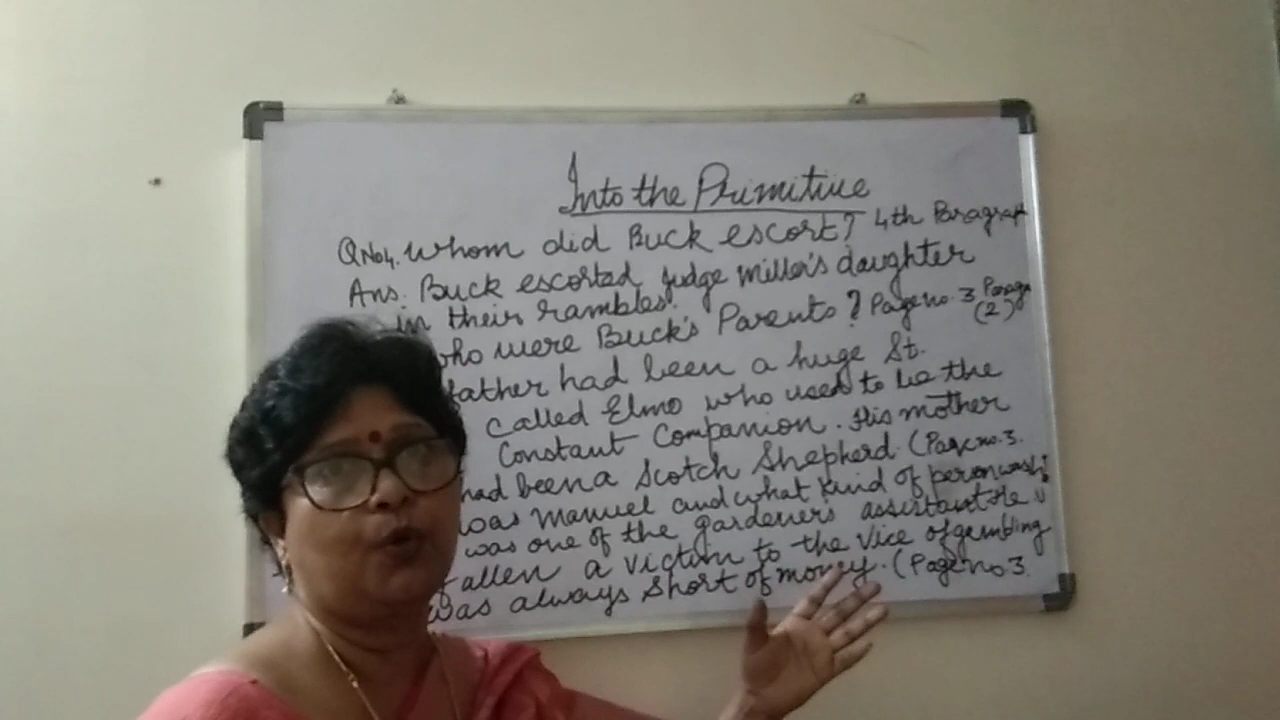 Into the Primitive
Q No 4. Whom did Buck escort? 4th Paragraph
Ans. Buck escorted Judge Miller's daughter
in their rambles.
who were Buck's Parents? Page no. 3 Paragra
(2)
father had been a huge St.
called Elmo who used to be the
Constant Companion. His mother
had been a Scotch Shepherd. (Page no. 3.
was Manuel and what kind of person was
was one of the gardener's assistant. He
fallen a victim to the vice of gambling
was always short of money. (Page no 3.